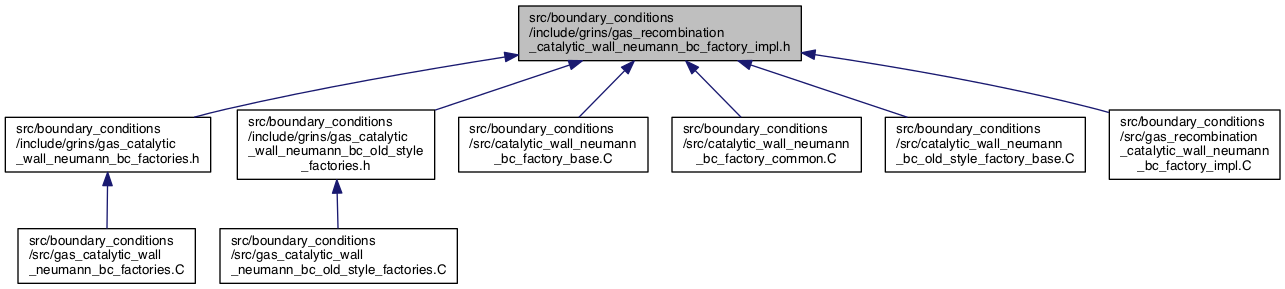 src/boundary_conditions
/include/grins/gas_recombination
_catalytic_wall_neumann_bc_factory_impl.h
src/boundary_conditions
/include/grins/gas_catalytic
_wall_neumann_bc_factories.h
src/boundary_conditions
/include/grins/gas_catalytic
_wall_neumann_bc_old_style
_factories.h
src/boundary_conditions
/src/catalytic_wall_neumann
_bc_factory_base.C
src/boundary_conditions
/src/catalytic_wall_neumann
_bc_factory_common.C
src/boundary_conditions
/src/catalytic_wall_neumann
_bc_old_style_factory_base.C
src/boundary_conditions
/src/gas_recombination
_catalytic_wall_neumann
_bc_factory_impl.C
src/boundary_conditions
/src/gas_catalytic_wall
_neumann_bc_factories.C
src/boundary_conditions
/src/gas_catalytic_wall
_neumann_bc_old_style_factories.C